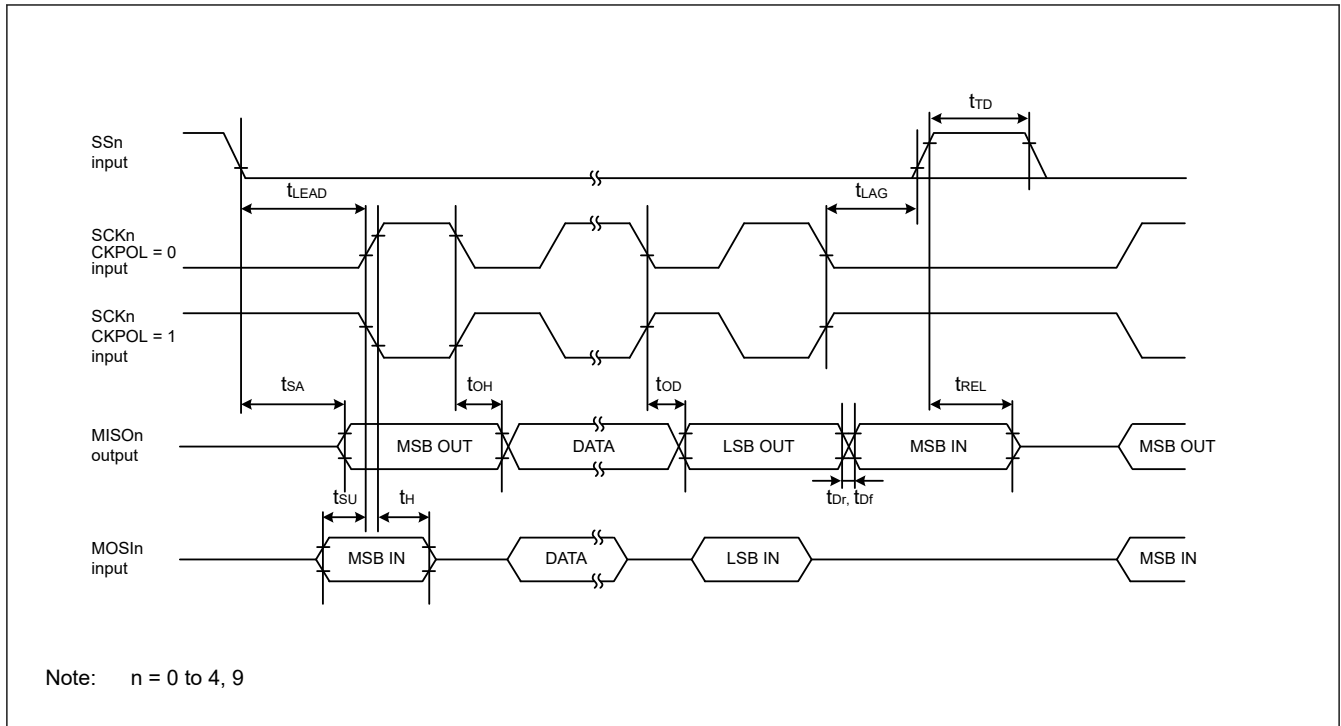 tTD
SSn
input
tLEAD
tLAG
SCKn
CKPOL = 0
input
SCKn
CKPOL = 1
input
tSA
tOH
tOD
tREL
MISOn
output
MSB OUT
DATA
LSB OUT
MSB IN
MSB OUT
tSU
tH
tDr, tDf
MOSIn
input
MSB IN
DATA
LSB IN
MSB IN
Note: n = 0 to 4, 9